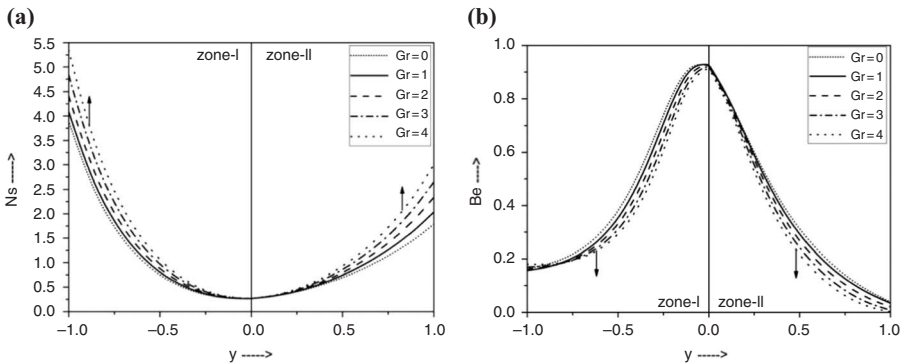 (a)
zone-I
zone-II
Gr=0
Gr=1
Gr=2
Gr=3
Gr=4
5.5
5.0
4.5
4.0
3.5
3.0
2.5
2.0
1.5
1.0
0.5
0.0
Ns ----->
−1.0
−0.5
0.0
0.5
1.0
y ----->
(b)
Gr=0
Gr=1
Gr=2
Gr=3
Gr=4
1.0
0.8
0.6
0.4
0.2
0.0
Be ---->
zone-I
zone-II
−1.0
−0.5
0.0
0.5
1.0
y ----->